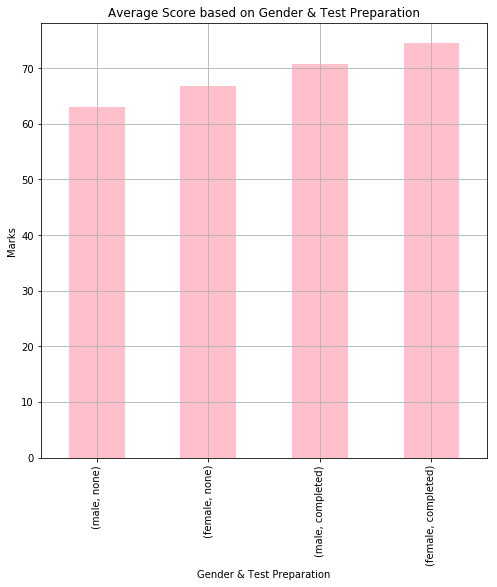 Average Score based on Gender & Test Preparation
Marks
70
60
50
40
30
20
10
0
(male, none)
(female, none)
(male, completed)
(female, completed)
Gender & Test Preparation